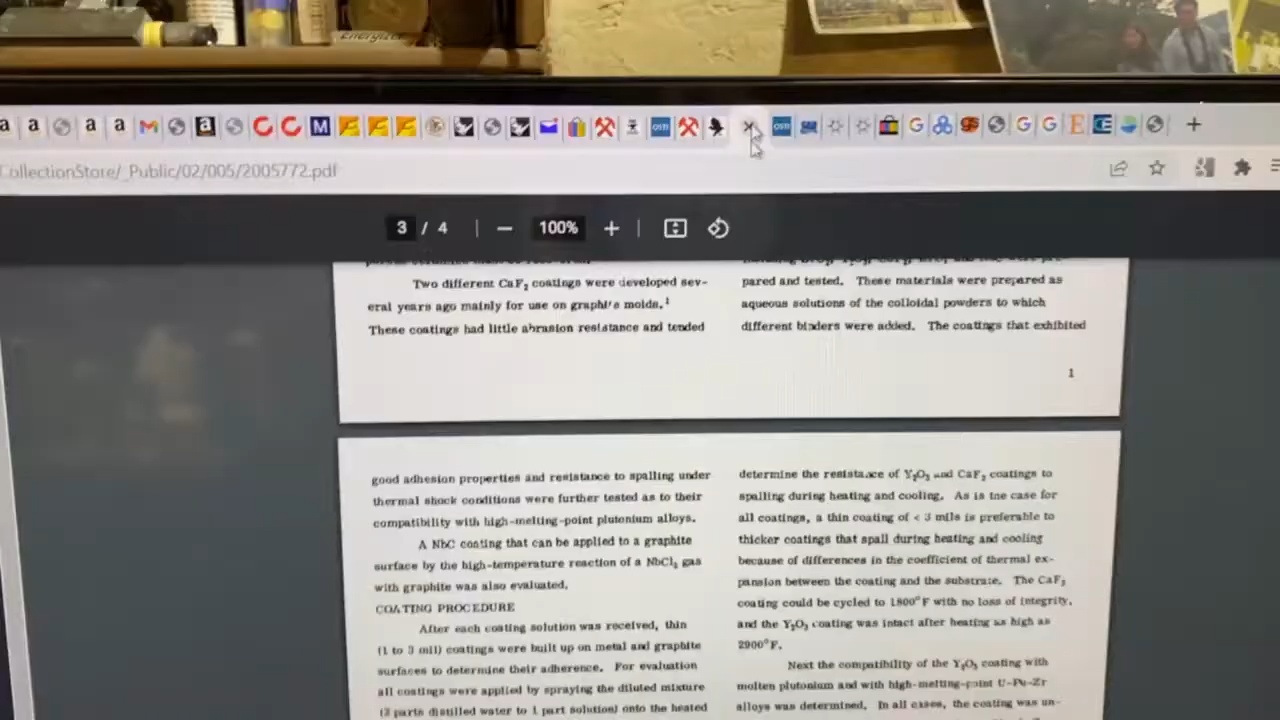 Energizer
CollectionStore/_Public/02/005/2005772.pdf
3 / 4
100%
Two different CaF₂ coatings were developed sev-
eral years ago mainly for use on graphite molds.¹
These coatings had little abrasion resistance and tended
pared and tested. These materials were prepared as
aqueous solutions of the colloidal powders to which
different binders were added. The coatings that exhibited
1
good adhesion properties and resistance to spalling under
thermal shock conditions were further tested as to their
compatibility with high-melting-point plutonium alloys.
A NbC coating that can be applied to a graphite
surface by the high-temperature reaction of a NbCl₅ gas
with graphite was also evaluated.
COATING PROCEDURE
After each coating solution was received, thin
(1 to 3 mil) coatings were built up on metal and graphite
surfaces to determine their adherence. For evaluation
all coatings were applied by spraying the diluted mixture
(3 parts distilled water to 1 part solution) onto the heated
determine the resistance of Y₂O₃ and CaF₂ coatings to
spalling during heating and cooling. As is the case for
all coatings, a thin coating of < 3 mils is preferable to
thicker coatings that spall during heating and cooling
because of differences in the coefficient of thermal ex-
pansion between the coating and the substrate. The CaF₂
coating could be cycled to 1800°F with no loss of integrity,
and the Y₂O₃ coating was intact after heating as high as
2900°F.
Next the compatibility of the Y₂O₃ coating with
molten plutonium and with high-melting-point U-Pu-Zr
alloys was determined. In all cases, the coating was un-